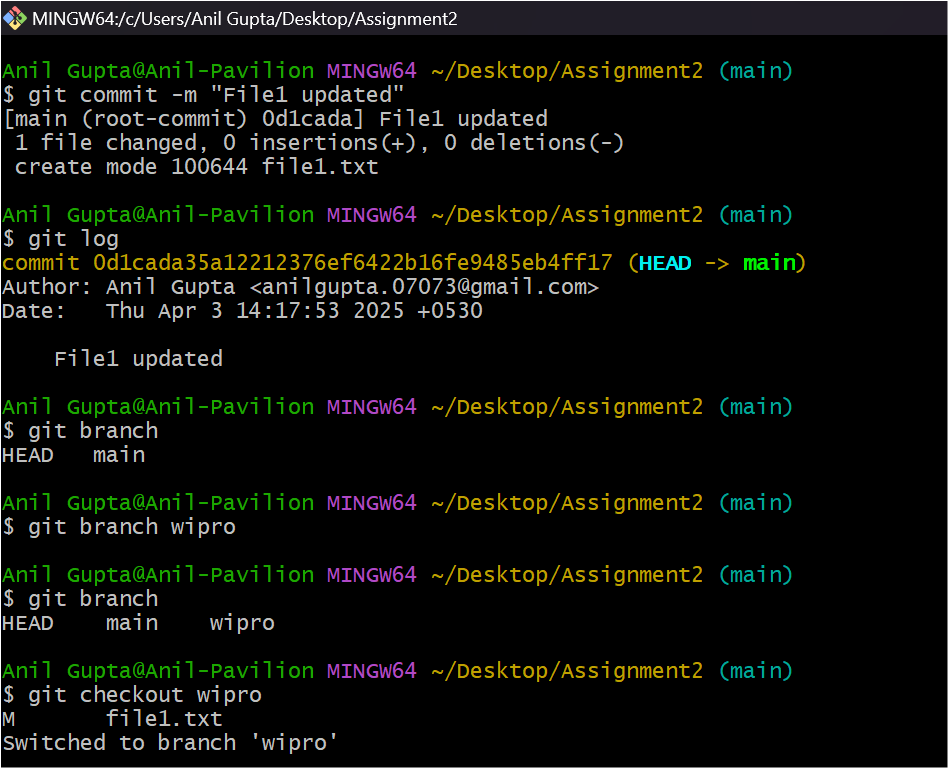 MINGW64:/c/Users/Anil Gupta/Desktop/Assignment2
Anil Gupta@Anil-Pavilion MINGW64 ~/Desktop/Assignment2 (main)
$ git commit -m "File1 updated"
[main (root-commit) 0d1cada] File1 updated
 1 file changed, 0 insertions(+), 0 deletions(-)
 create mode 100644 file1.txt
Anil Gupta@Anil-Pavilion MINGW64 ~/Desktop/Assignment2 (main)
$ git log
commit 0d1cada35a12212376ef6422b16fe9485eb4ff17 (HEAD -> main)
Author: Anil Gupta <anilgupta.07073@gmail.com>
Date:   Thu Apr 3 14:17:53 2025 +0530
    File1 updated
Anil Gupta@Anil-Pavilion MINGW64 ~/Desktop/Assignment2 (main)
$ git branch
HEAD   main
Anil Gupta@Anil-Pavilion MINGW64 ~/Desktop/Assignment2 (main)
$ git branch wipro
Anil Gupta@Anil-Pavilion MINGW64 ~/Desktop/Assignment2 (main)
$ git branch
HEAD    main    wipro
Anil Gupta@Anil-Pavilion MINGW64 ~/Desktop/Assignment2 (main)
$ git checkout wipro
M       file1.txt
Switched to branch 'wipro'